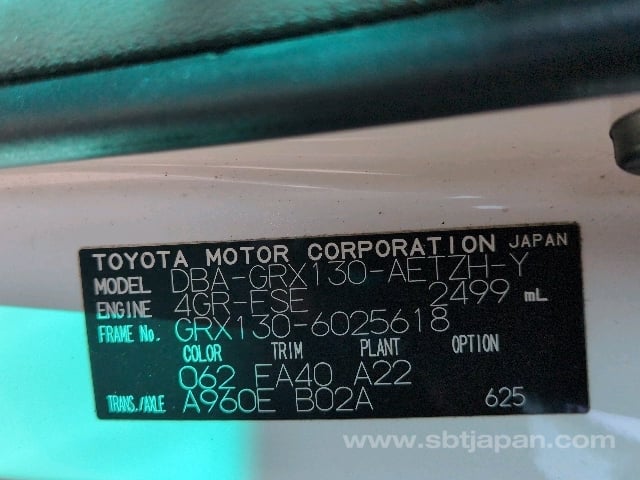 TOYOTA MOTOR CORPORATION JAPAN
MODEL DBA-GRX130-AETZH-Y
ENGINE 4GR-FSE 2499 mL
FRAME No. GRX130-6025618
COLOR TRIM PLANT OPTION
062 FA40 A22
TRANS./AXLE A960E B02A 625
www.sbtjapan.com